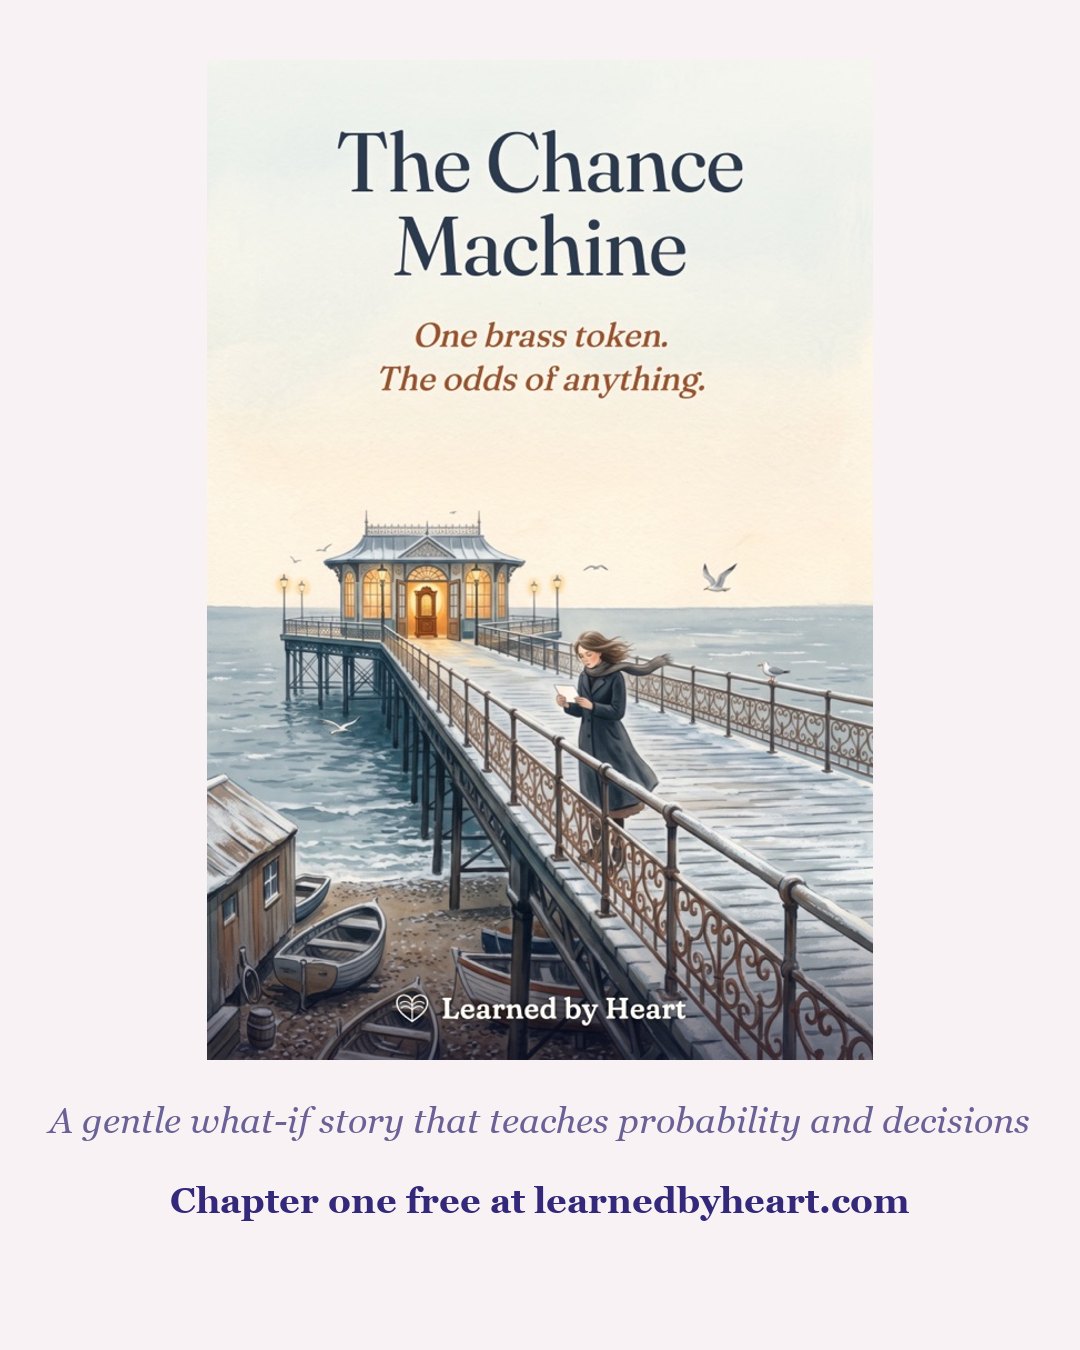 The Chance
Machine
One brass token.
The odds of anything.
Learned by Heart
A gentle what-if story that teaches probability and decisions
Chapter one free at learnedbyheart.com